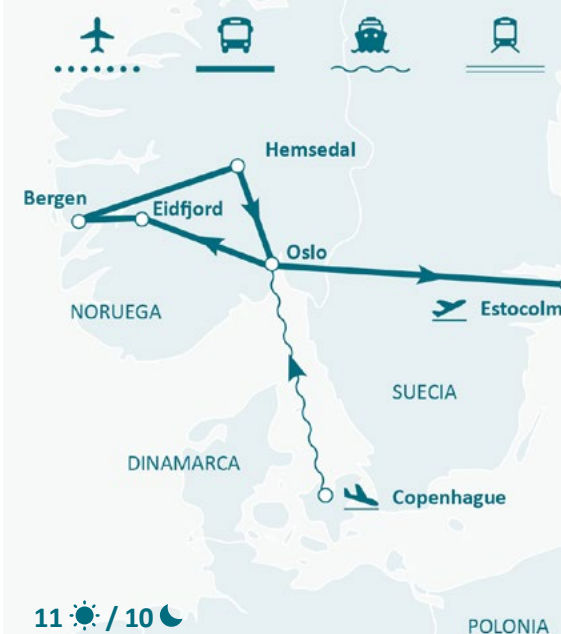 Hemsedal
Bergen
Eidfjord
Oslo
NORUEGA
Estocolm
SUECIA
DINAMARCA
Copenhague
11 / 10
POLONIA